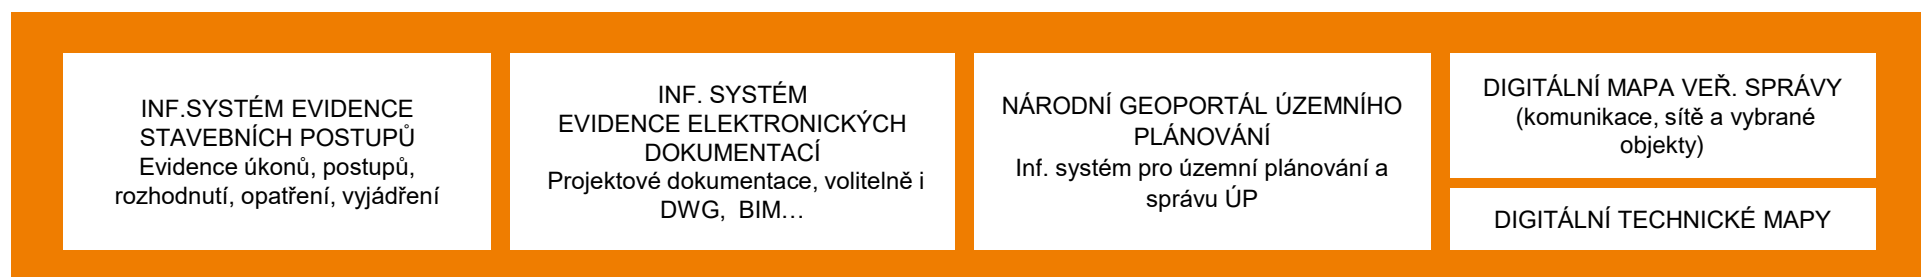 INF.SYSTÉM EVIDENCE
STAVEBNÍCH POSTUPŮ
Evidence úkonů, postupů,
rozhodnutí, opatření, vyjádření
INF. SYSTÉM
EVIDENCE ELEKTRONICKÝCH
DOKUMENTACÍ
Projektové dokumentace, volitelně i
DWG, BIM…
NÁRODNÍ GEOPORTÁL ÚZEMNÍHO
PLÁNOVÁNÍ
Inf. systém pro územní plánování a
správu ÚP
DIGITÁLNÍ MAPA VEŘ. SPRÁVY
(komunikace, sítě a vybrané
objekty)
DIGITÁLNÍ TECHNICKÉ MAPY